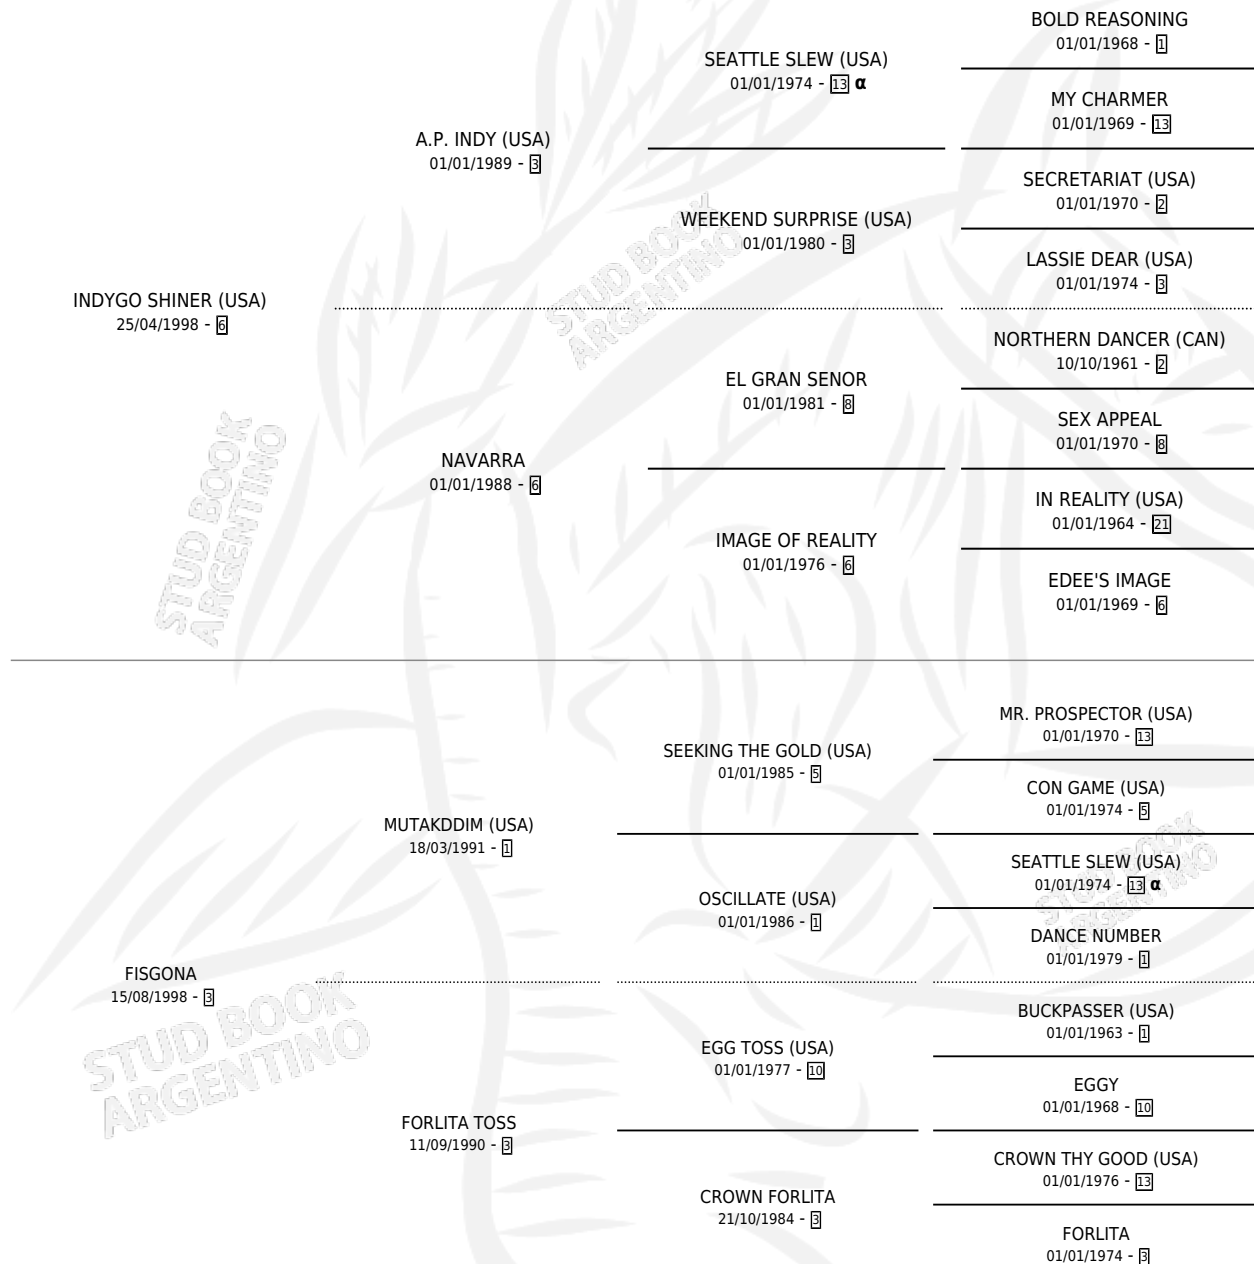 BOLD REASONING
01/01/1968 - 1
SEATTLE SLEW (USA)
01/01/1974 - 13 α
MY CHARMER
01/01/1969 - 13
A.P. INDY (USA)
01/01/1989 - 3
SECRETARIAT (USA)
01/01/1970 - 2
WEEKEND SURPRISE (USA)
01/01/1980 - 3
LASSIE DEAR (USA)
01/01/1974 - 3
INDYGO SHINER (USA)
25/04/1998 - 6
NORTHERN DANCER (CAN)
10/10/1961 - 2
EL GRAN SENOR
01/01/1981 - 8
SEX APPEAL
01/01/1970 - 8
NAVARRA
01/01/1988 - 6
IN REALITY (USA)
01/01/1964 - 21
IMAGE OF REALITY
01/01/1976 - 6
EDEE'S IMAGE
01/01/1969 - 6
MR. PROSPECTOR (USA)
01/01/1970 - 13
SEEKING THE GOLD (USA)
01/01/1985 - 5
CON GAME (USA)
01/01/1974 - 5
MUTAKDDIM (USA)
18/03/1991 - 1
SEATTLE SLEW (USA)
01/01/1974 - 13 α
OSCILLATE (USA)
01/01/1986 - 1
DANCE NUMBER
01/01/1979 - 1
FISGONA
15/08/1998 - 3
BUCKPASSER (USA)
01/01/1963 - 1
EGG TOSS (USA)
01/01/1977 - 10
EGGY
01/01/1968 - 10
FORLITA TOSS
11/09/1990 - 3
CROWN THY GOOD (USA)
01/01/1976 - 13
CROWN FORLITA
21/10/1984 - 3
FORLITA
01/01/1974 - 3
STUD BOOK
ARGENTINO
STUD BOOK
ARGENTINO
STUD BOOK
ARGENTINO
STUD BOOK
ARGENTINO